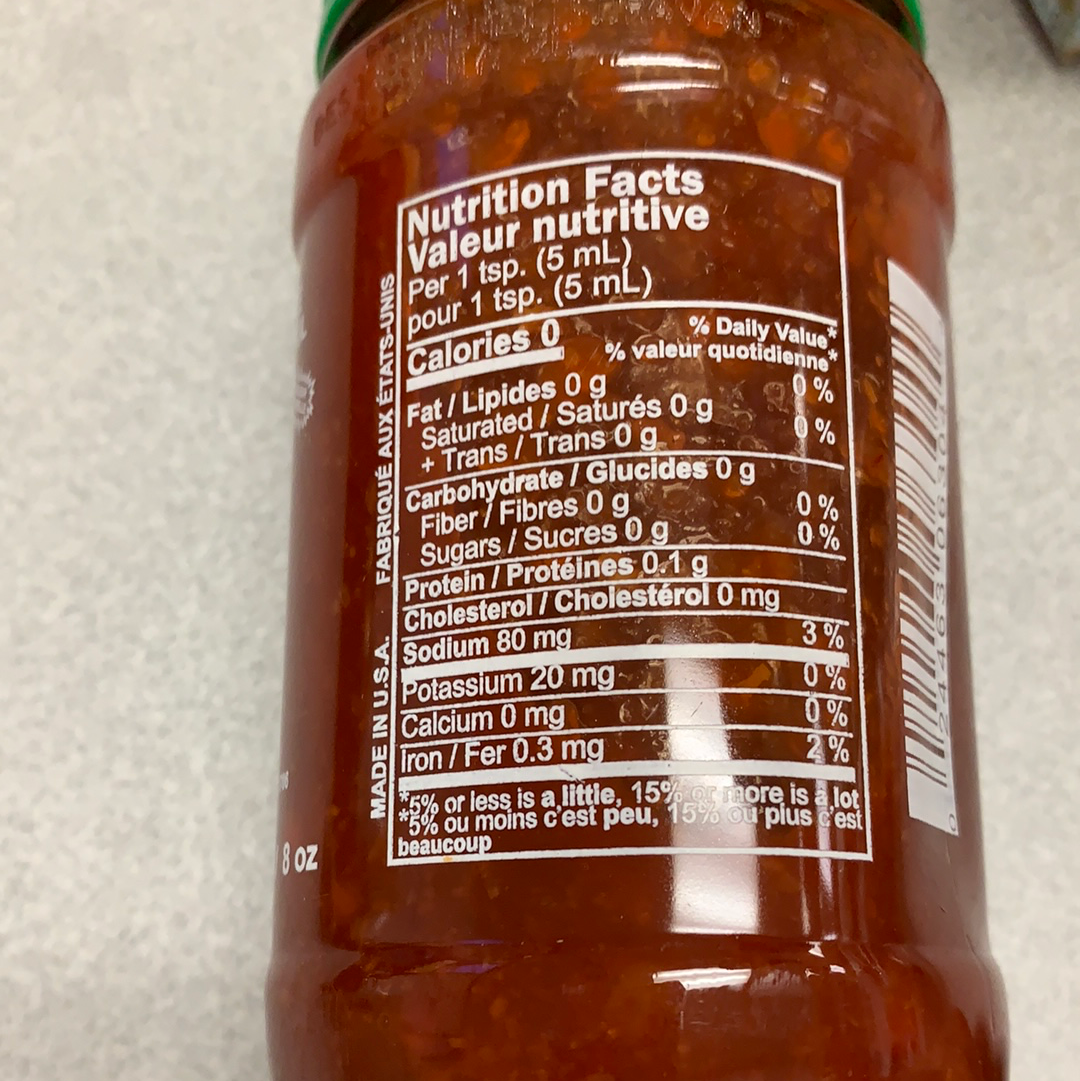 Nutrition Facts
Valeur nutritive
Per 1 tsp. (5 mL)
pour 1 tsp. (5 mL)
Calories 0
% Daily Value*
% valeur quotidienne*
Fat / Lipides 0 g 0 %
Saturated / Saturés 0 g
+ Trans / Trans 0 g 0 %
Carbohydrate / Glucides 0 g
Fiber / Fibres 0 g 0 %
Sugars / Sucres 0 g 0 %
Protein / Protéines 0.1 g
Cholesterol / Cholestérol 0 mg
Sodium 80 mg 3 %
Potassium 20 mg 0 %
Calcium 0 mg 0 %
Iron / Fer 0.3 mg 2 %
*5% or less is a little, 15% or more is a lot
*5% ou moins c'est peu, 15% ou plus c'est
beaucoup
MADE IN U.S.A. FABRIQUÉ AUX ÉTATS-UNIS
8 oz